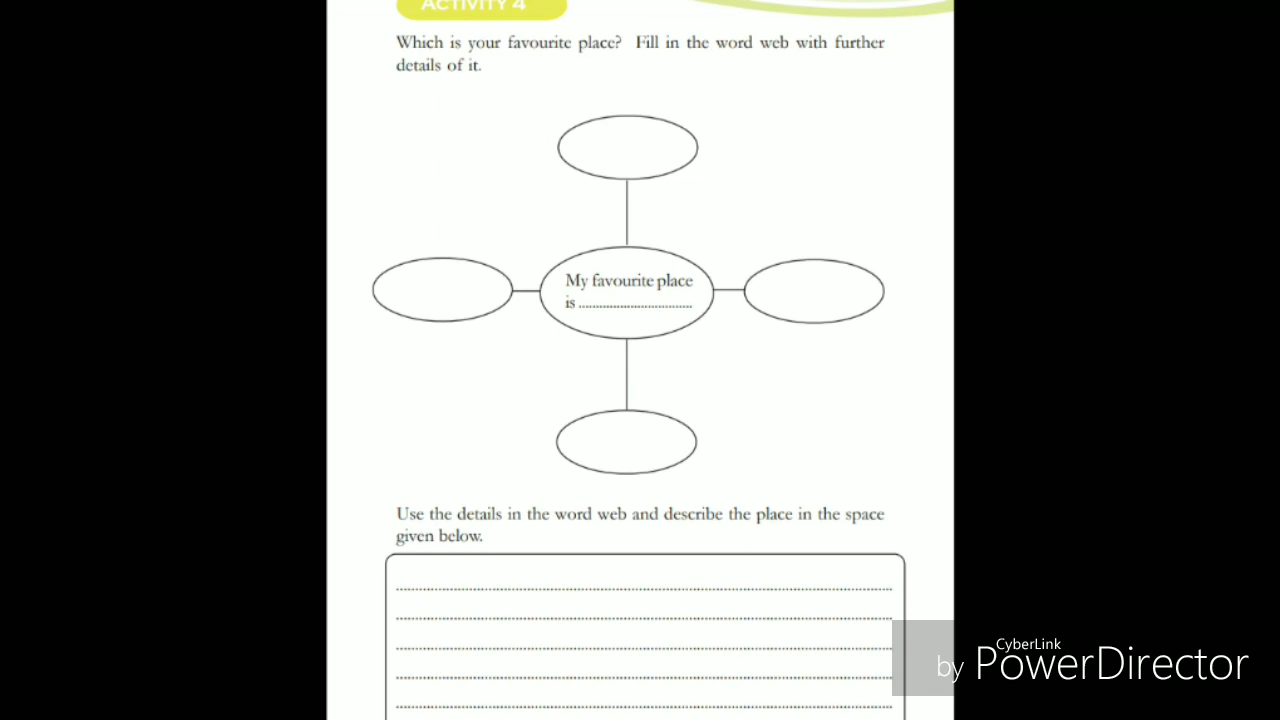 ACTIVITY 4
Which is your favourite place? Fill in the word web with further
details of it.
My favourite place
is ..................................
Use the details in the word web and describe the place in the space
given below.
CyberLink
by PowerDirector